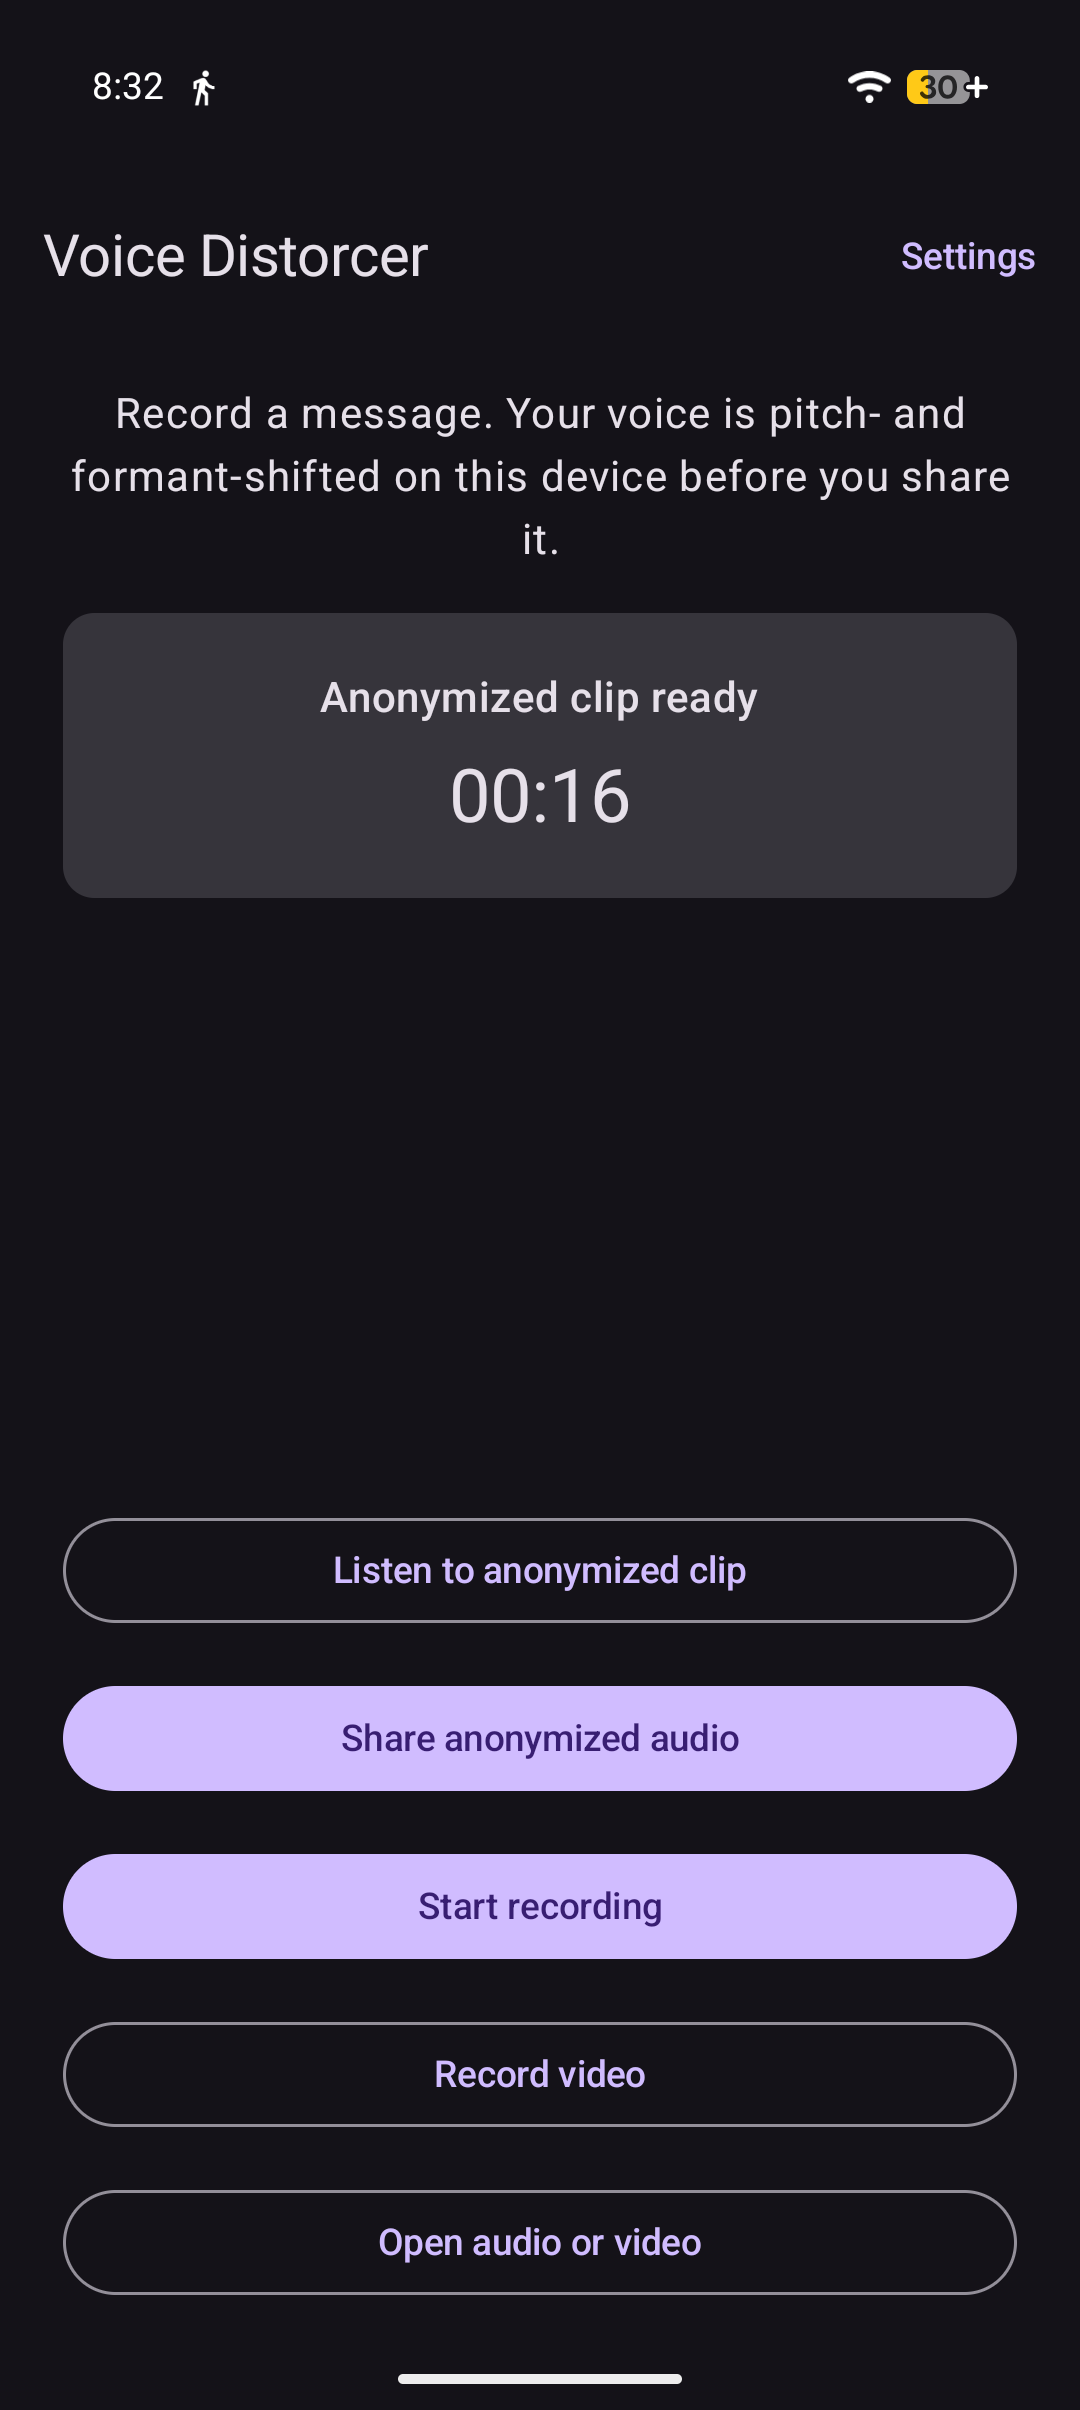 8:32
30
Voice Distorcer
Settings
Record a message. Your voice is pitch- and
formant-shifted on this device before you share
it.
Anonymized clip ready
00:16
Listen to anonymized clip
Share anonymized audio
Start recording
Record video
Open audio or video